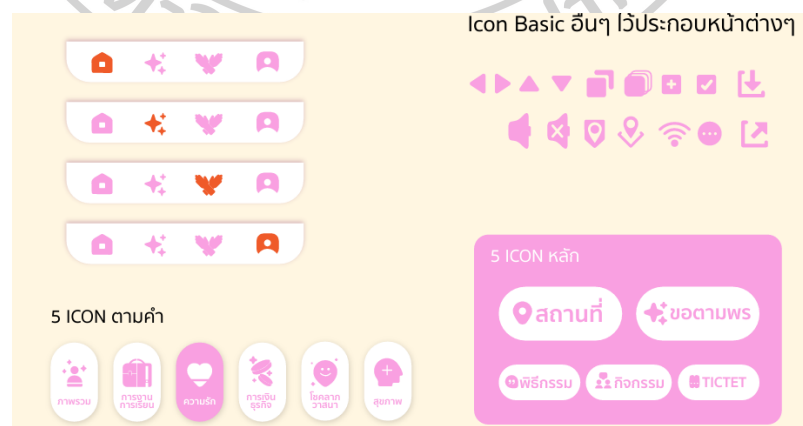 Icon Basic อื่นๆ ไว้ประกอบหน้าต่างๆ
5 ICON ตามคำ
ภาพรวม
การงาน
การเรียน
ความรัก
การเงิน
ธุรกิจ
โชคลาภ
วาสนา
สุขภาพ
5 ICON หลัก
สถานที่
ขอตามพร
พิธีกรรม
กิจกรรม
TICTET